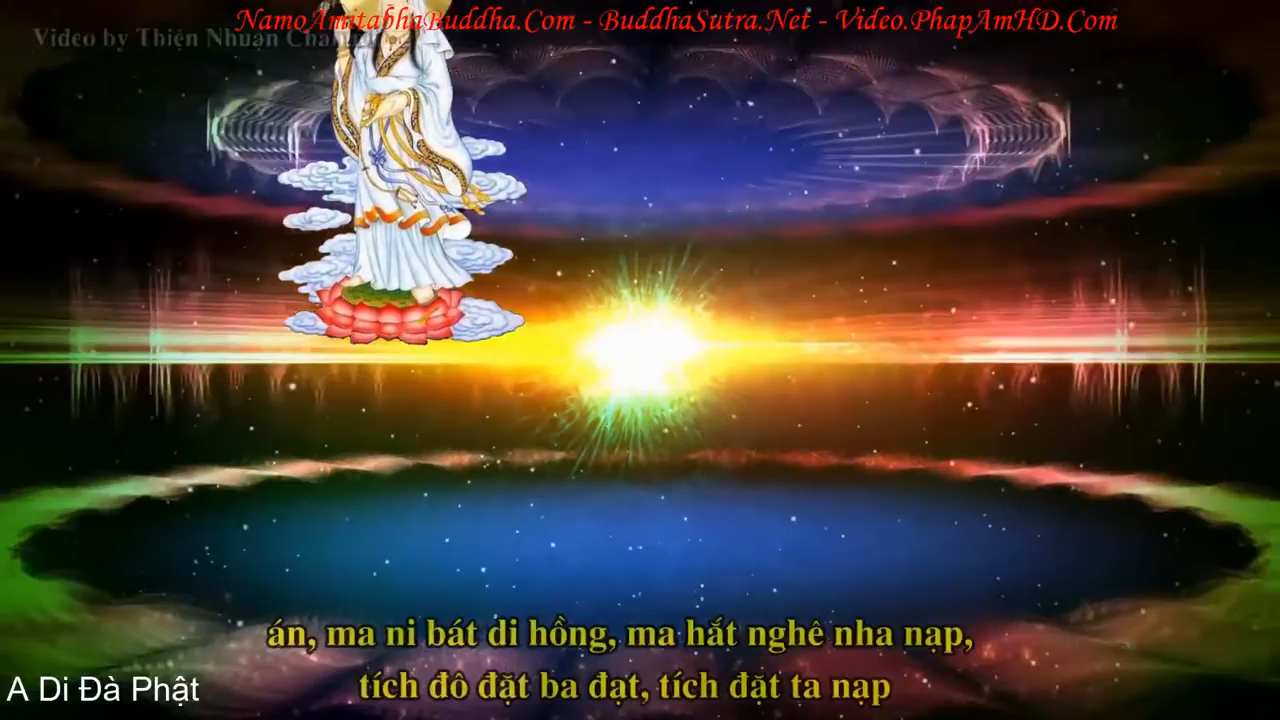 NamoAmitabhaBuddha.Com - BuddhaSutra.Net - Video.PhapAmHD.Com
Video by Thiện Nhuận
án, ma ni bát di hồng, ma hắt nghê nha nạp,
tích đô đặt ba đạt, tích đặt ta nạp
A Di Đà Phật